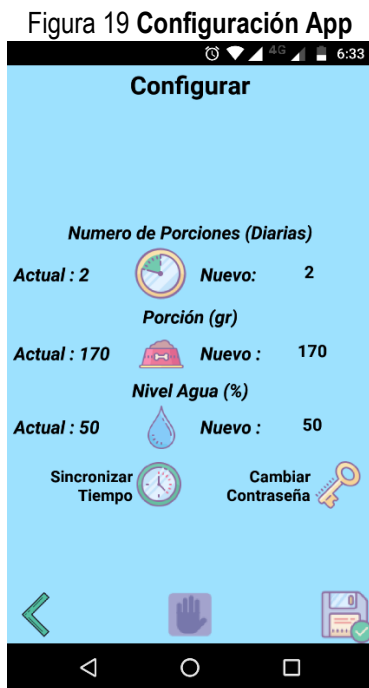 Figura 19 Configuración App
4G 6:33
Configurar
Numero de Porciones (Diarias)
Actual : 2 Nuevo: 2
Porción (gr)
Actual : 170 Nuevo : 170
Nivel Agua (%)
Actual : 50 Nuevo : 50
Sincronizar Cambiar
Tiempo Contraseña